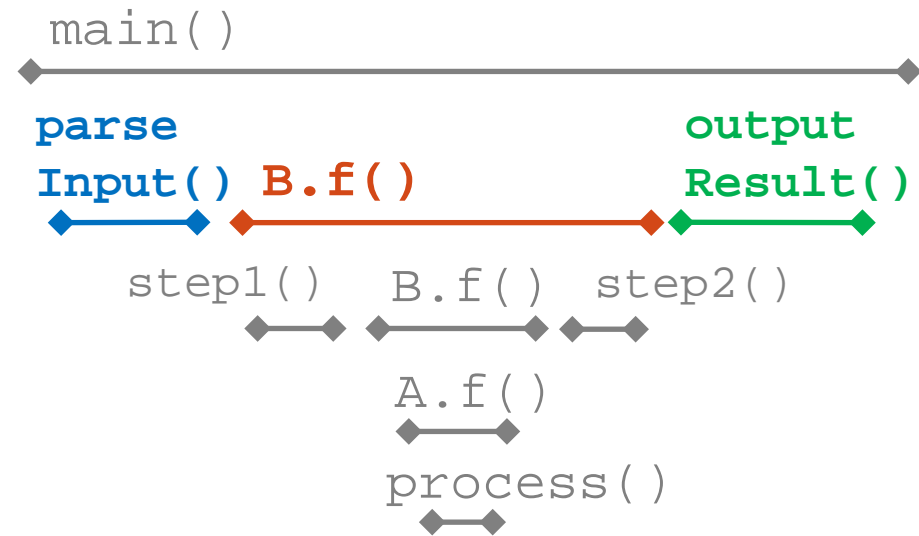 main()
parse
Input()
B.f()
output
Result()
step1()
B.f()
step2()
A.f()
process()